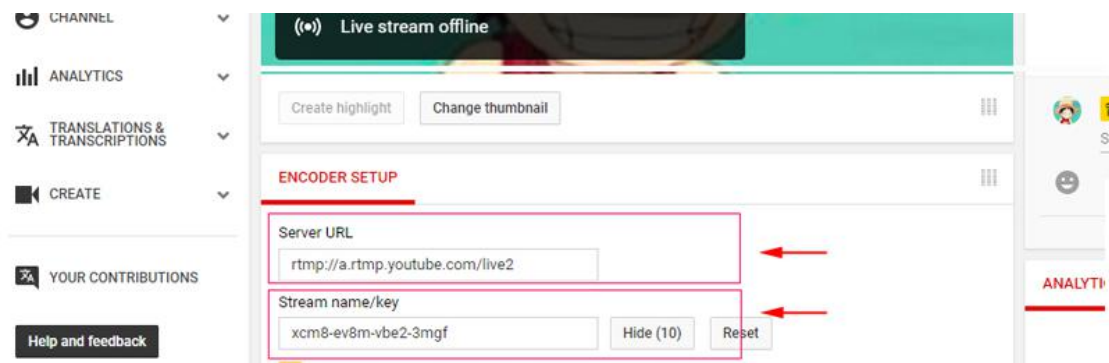 CHANNEL
Live stream offline
ANALYTICS
Create highlight
Change thumbnail
TRANSLATIONS &
TRANSCRIPTIONS
CREATE
ENCODER SETUP
Server URL
rtmp://a.rtmp.youtube.com/live2
YOUR CONTRIBUTIONS
Stream name/key
xcm8-ev8m-vbe2-3mgf
Hide (10)
Reset
Help and feedback